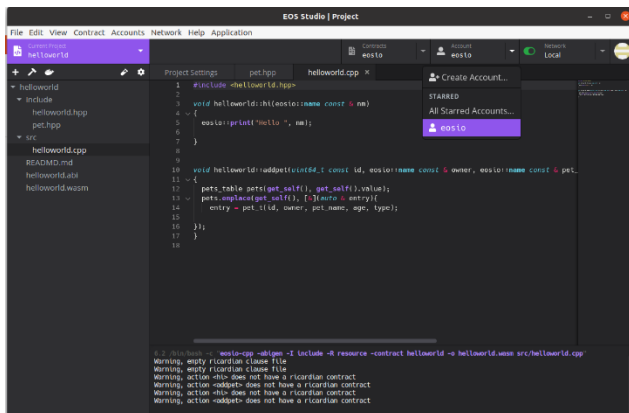 EOS Studio | Project
File Edit View Contract Accounts Network Help Application
Current Project
helloworld
Contracts
eosio
Account
eosio
Network
Local
Project Settings
pet.hpp
helloworld.cpp ×
helloworld
include
helloworld.hpp
pet.hpp
src
helloworld.cpp
README.md
helloworld.abi
helloworld.wasm
Create Account...
STARRED
All Starred Accounts...
eosio
1 #include <helloworld.hpp>
2
3 void helloworld::hi(eosio::name const & nm)
4 {
5 eosio::print("Hello ", nm);
6
7 }
8
9
10 void helloworld::addpet(uint64_t const id, eosio::name const & owner, eosio::name const & pet_
11 {
12 pets_table pets(get_self(), get_self().value);
13 pets.emplace(get_self(), [&](auto & entry){
14 entry = pet_t(id, owner, pet_name, age, type);
15
16 });
17 }
18
6.2 /bin/bash -c "eosio-cpp -abigen -I include -R resource -contract helloworld -o helloworld.wasm src/helloworld.cpp"
Warning, empty ricardian clause file
Warning, empty ricardian clause file
Warning, action <hi> does not have a ricardian contract
Warning, action <addpet> does not have a ricardian contract
Warning, action <hi> does not have a ricardian contract
Warning, action <addpet> does not have a ricardian contract